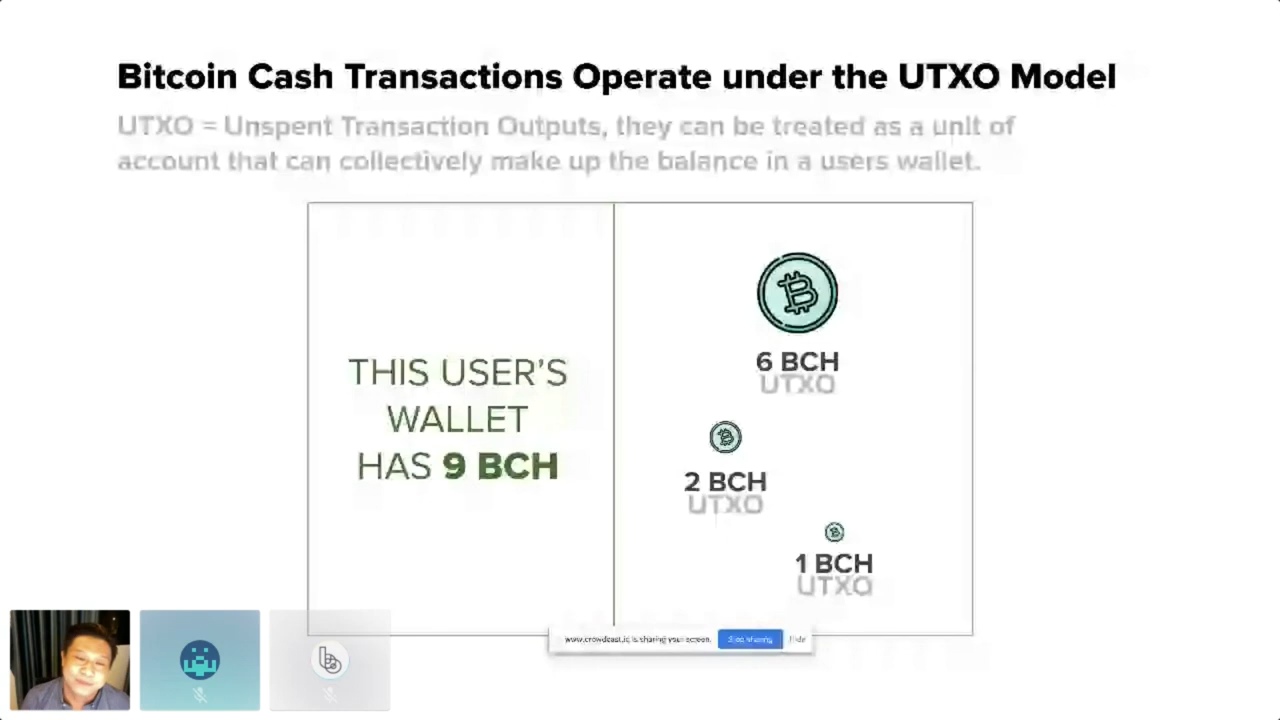 Bitcoin Cash Transactions Operate under the UTXO Model
UTXO = Unspent Transaction Outputs, they can be treated as a unit of
account that can collectively make up the balance in a users wallet.
THIS USER'S
WALLET
HAS 9 BCH
6 BCH
UTXO
2 BCH
UTXO
1 BCH
UTXO
www.crowdcast.io is sharing your screen. Stop sharing Hide